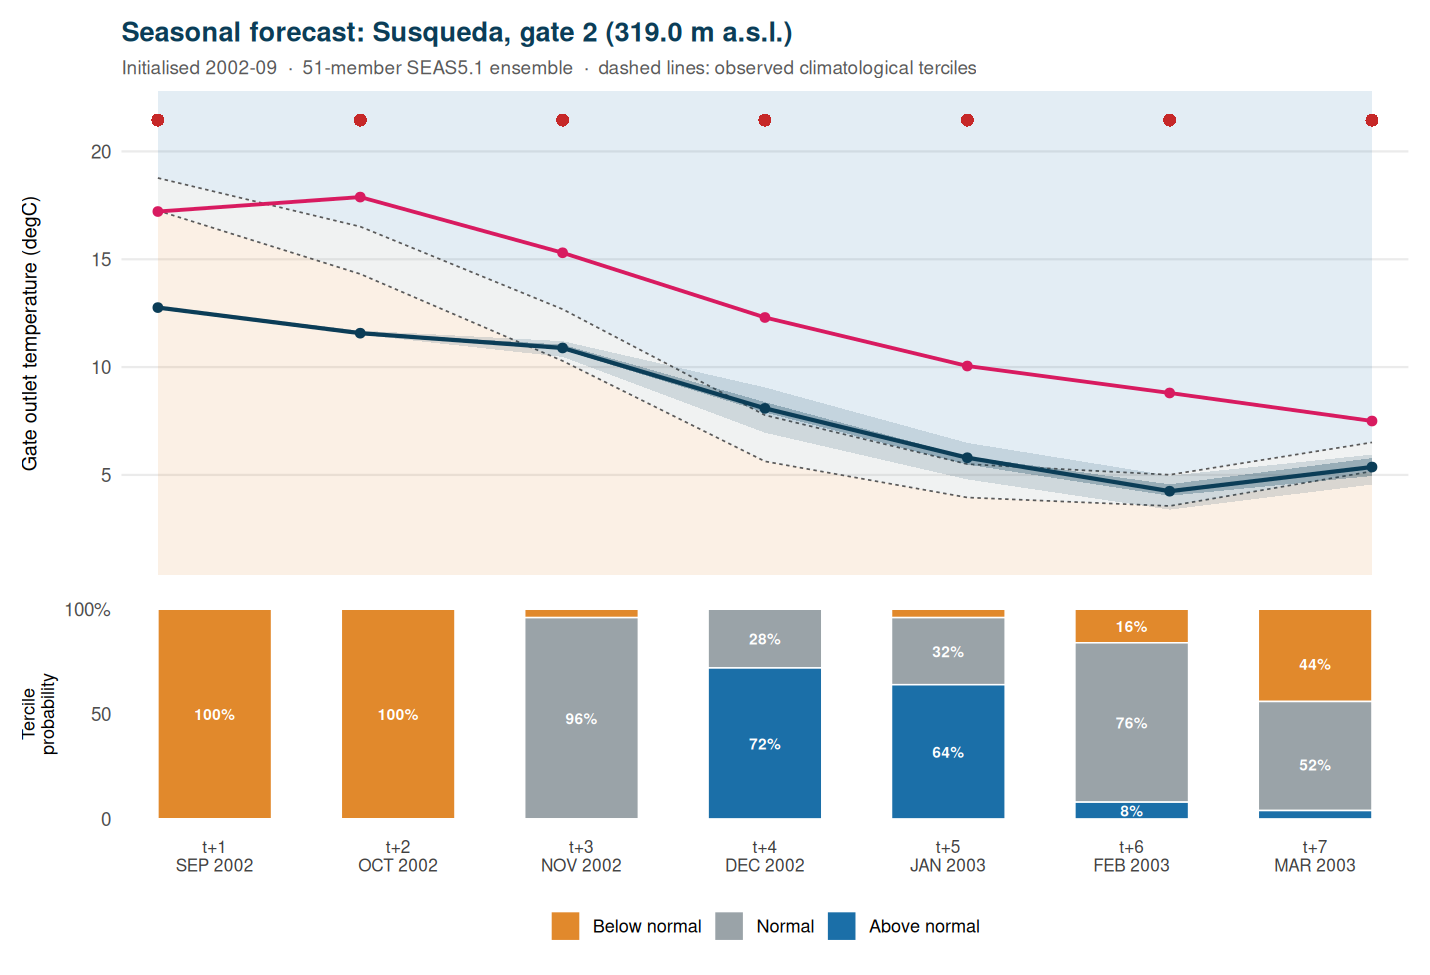 Seasonal forecast: Susqueda, gate 2 (319.0 m a.s.l.)
Initialised 2002-09 · 51-member SEAS5.1 ensemble · dashed lines: observed climatological terciles
Gate outlet temperature (degC)
20
15
10
5
Tercile
probability
100%
50
0
100%
100%
96%
28%
72%
32%
64%
16%
76%
8%
44%
52%
t+1
SEP 2002
t+2
OCT 2002
t+3
NOV 2002
t+4
DEC 2002
t+5
JAN 2003
t+6
FEB 2003
t+7
MAR 2003
Below normal
Normal
Above normal